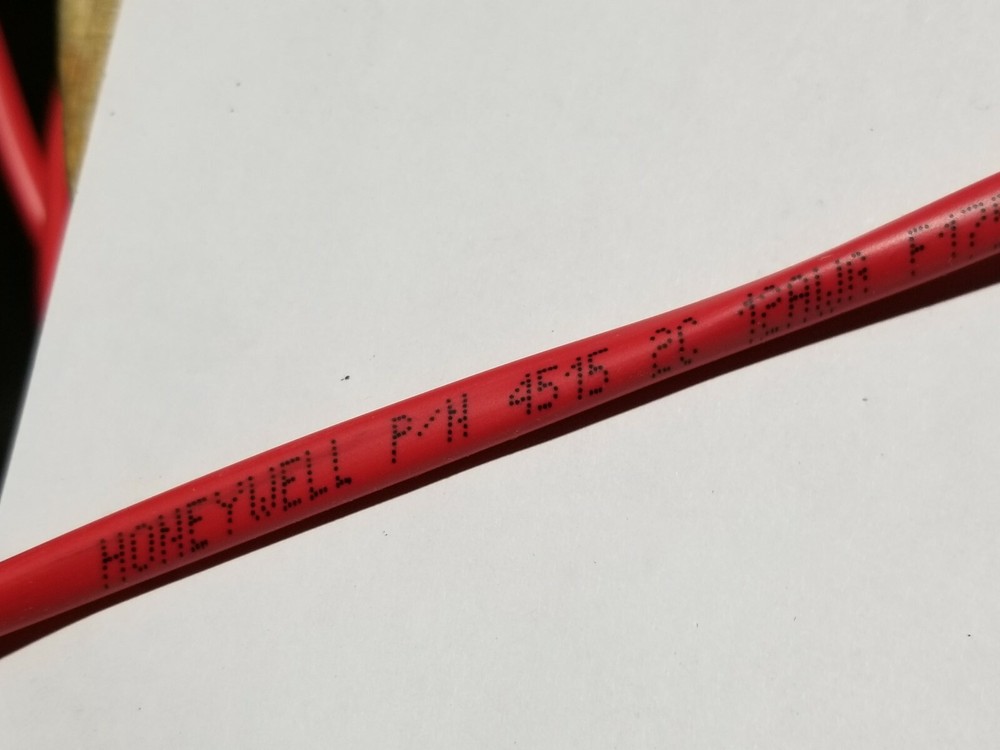 HONEYWELL P/N 4515 2C 12AWG